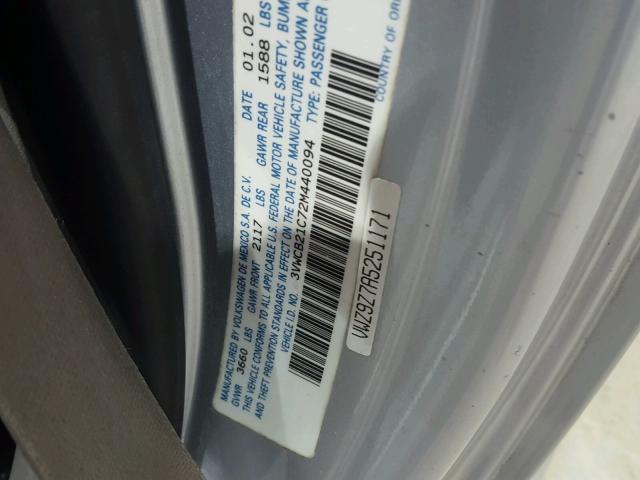 MANUFACTURED BY VOLKSWAGEN DE MEXICO S.A. DE C.V. DATE 01.02
GVWR 3660 LBS GAWR FRONT 2117 LBS GAWR REAR 1588 LBS
THIS VEHICLE CONFORMS TO ALL APPLICABLE U.S. FEDERAL MOTOR VEHICLE SAFETY, BUM
AND THEFT PREVENTION STANDARDS IN EFFECT ON THE DATE OF MANUFACTURE SHOWN A
VEHICLE I.D. NO. 3VWCB21C72M440094 TYPE: PASSENGER
COUNTRY OF ORI
VWZ9Z7A5251171